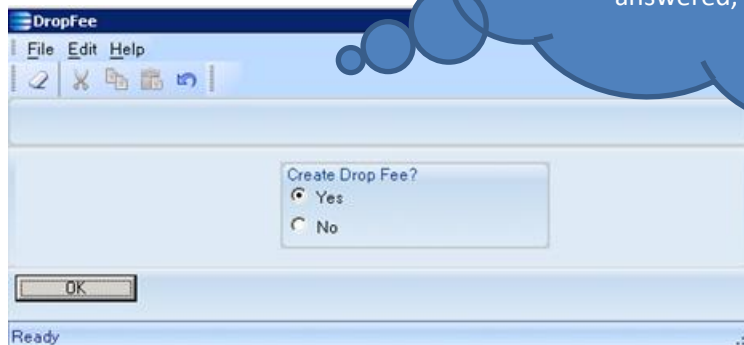 answered,
DropFee
File Edit Help
Create Drop Fee?
Yes
No
OK
Ready